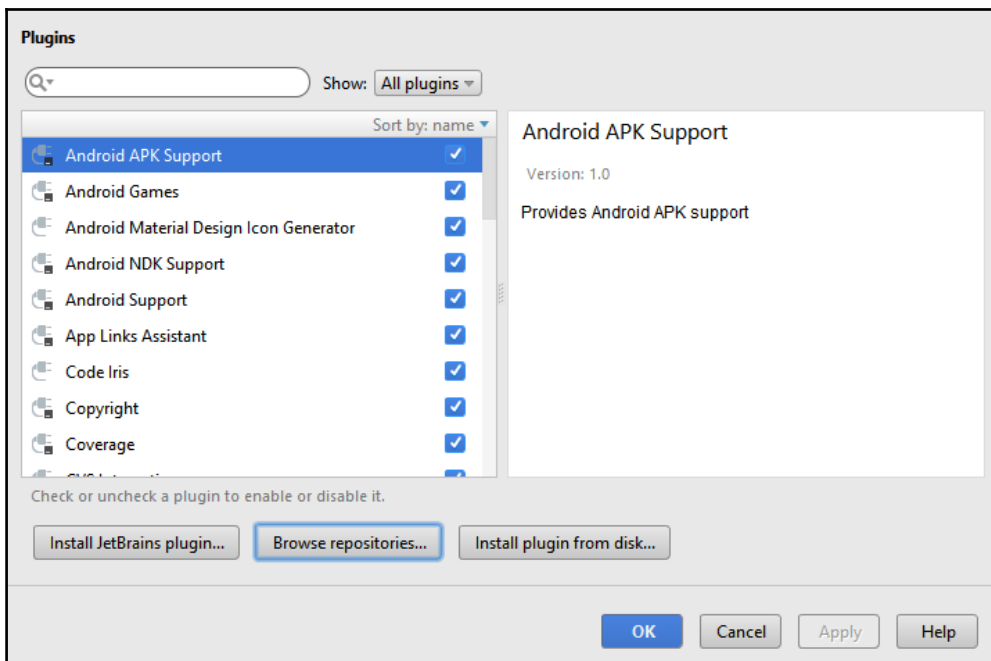 Plugins
Show: All plugins
Sort by: name
Android APK Support
Android Games
Android Material Design Icon Generator
Android NDK Support
Android Support
App Links Assistant
Code Iris
Copyright
Coverage
Android APK Support
Version: 1.0
Provides Android APK support
Check or uncheck a plugin to enable or disable it.
Install JetBrains plugin... Browse repositories... Install plugin from disk...
OK Cancel Apply Help